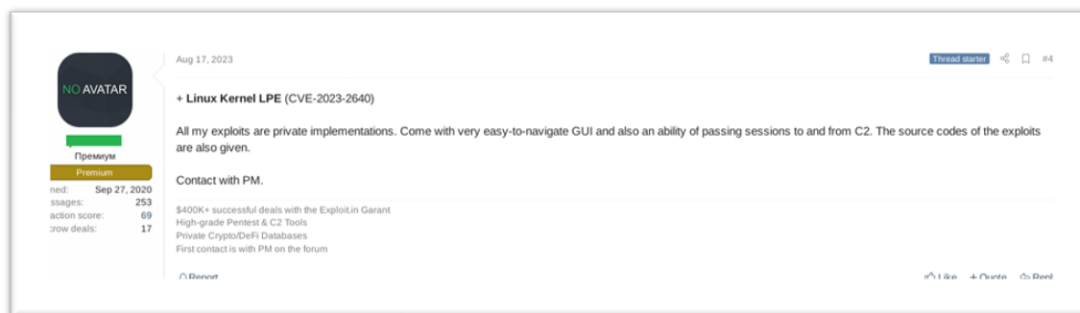 Aug 17, 2023
Thread starter
#4
NO AVATAR
Премиум
Premium
ned: Sep 27, 2020
ssages: 253
action score: 69
crow deals: 17
+ Linux Kernel LPE (CVE-2023-2640)
All my exploits are private implementations. Come with very easy-to-navigate GUI and also an ability of passing sessions to and from C2. The source codes of the exploits
are also given.
Contact with PM.
$400K+ successful deals with the Exploit.in Garant
High-grade Pentest & C2 Tools
Private Crypto/DeFi Databases
First contact is with PM on the forum
Report
Like + Quote Repl